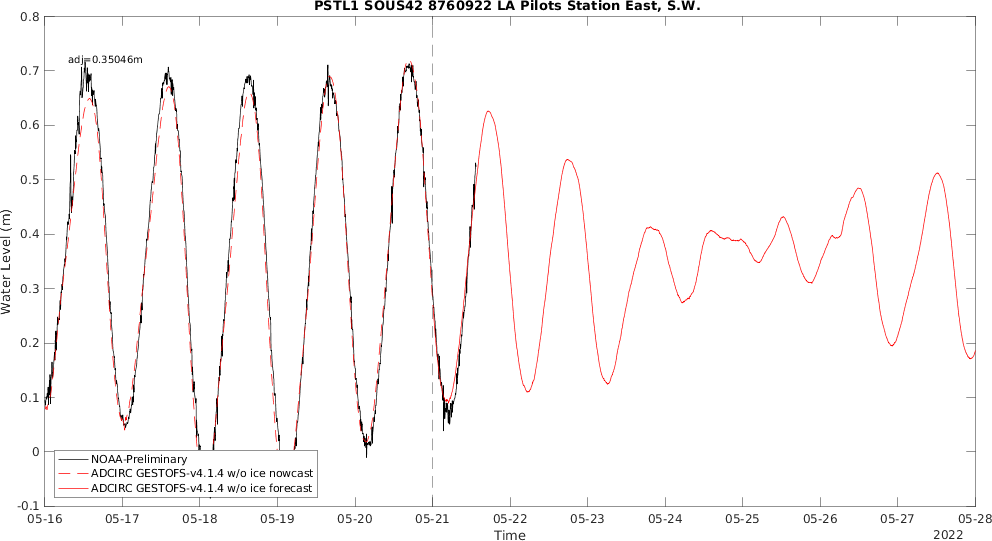 PSTL1 SOUS42 8760922 LA Pilots Station East, S.W.
adj=0.35046m
Water Level (m)
0.8
0.7
0.6
0.5
0.4
0.3
0.2
0.1
0
-0.1
NOAA-Preliminary
ADCIRC GESTOFS-v4.1.4 w/o ice nowcast
ADCIRC GESTOFS-v4.1.4 w/o ice forecast
05-16 05-17 05-18 05-19 05-20 05-21 05-22 05-23 05-24 05-25 05-26 05-27 05-28
Time
2022